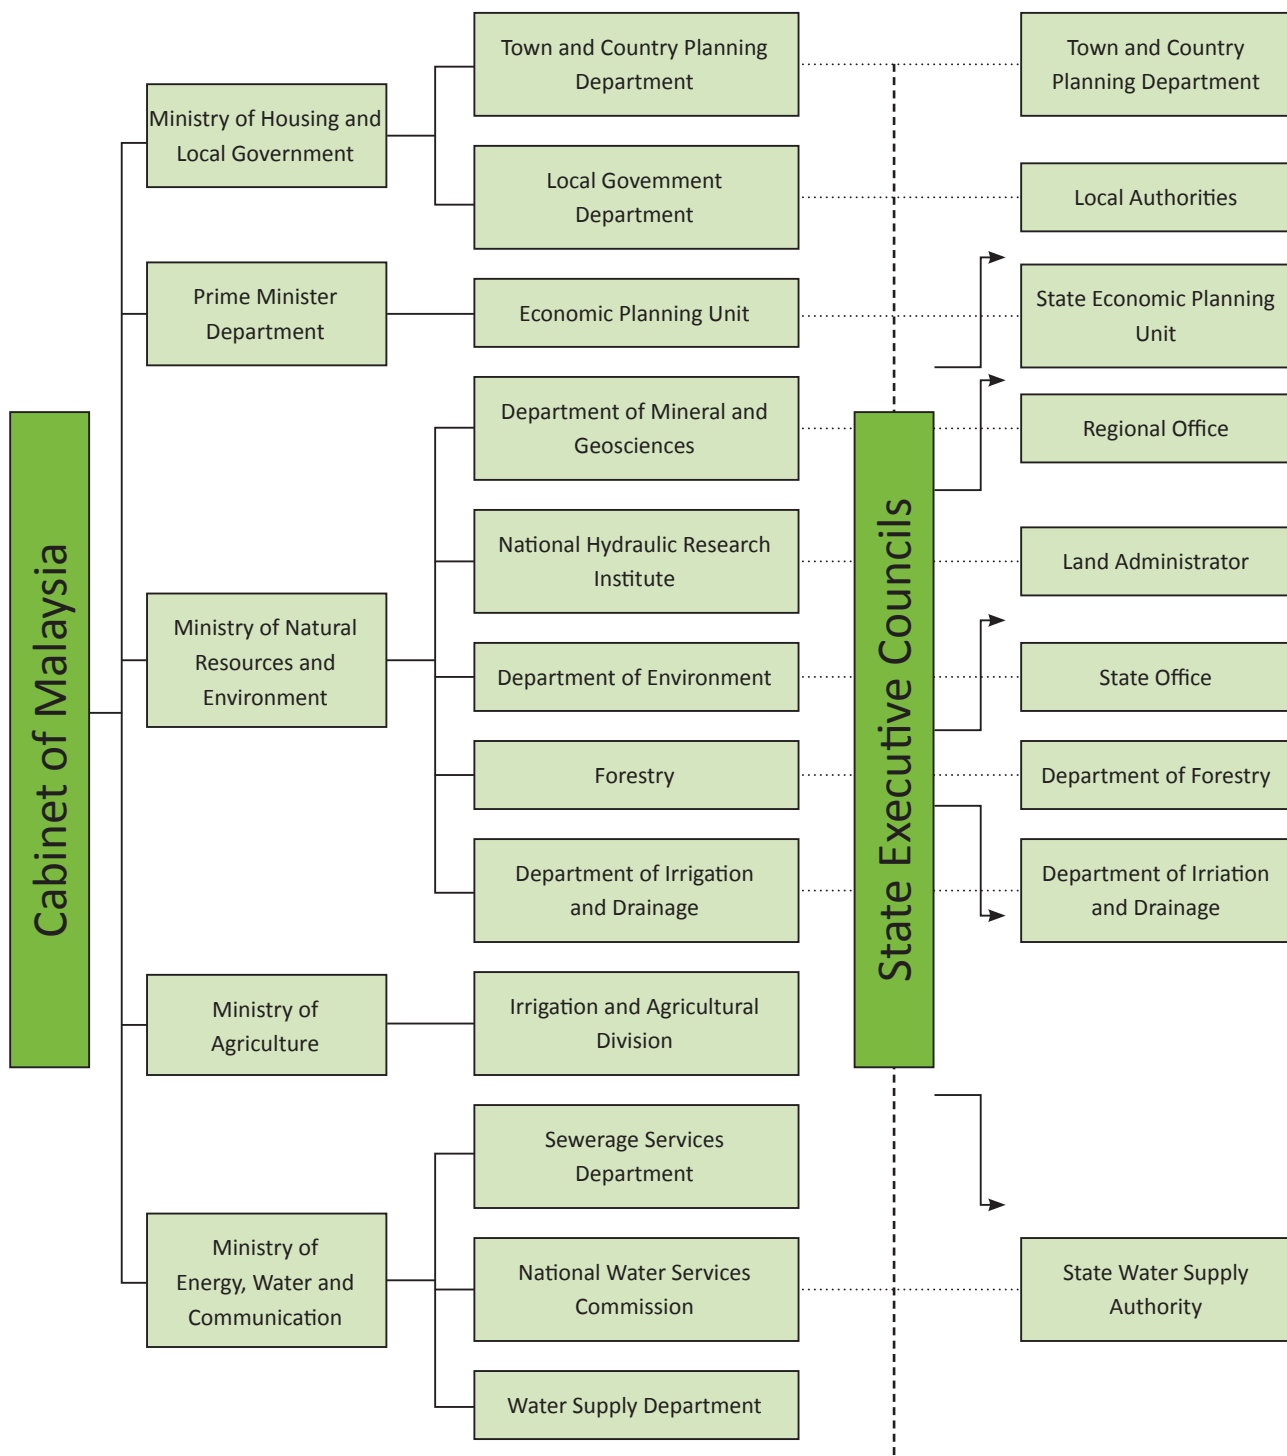 Cabinet of Malaysia
Ministry of Housing and
Local Government
Prime Minister
Department
Ministry of Natural
Resources and
Environment
Ministry of
Agriculture
Ministry of
Energy, Water and
Communication
Town and Country Planning
Department
Local Govemment
Department
Economic Planning Unit
Department of Mineral and
Geosciences
National Hydraulic Research
Institute
Department of Environment
Forestry
Department of Irrigation
and Drainage
Irrigation and Agricultural
Division
Sewerage Services
Department
National Water Services
Commission
Water Supply Department
State Executive Councils
Town and Country
Planning Department
Local Authorities
State Economic Planning
Unit
Regional Office
Land Administrator
State Office
Department of Forestry
Department of Irriation
and Drainage
State Water Supply
Authority